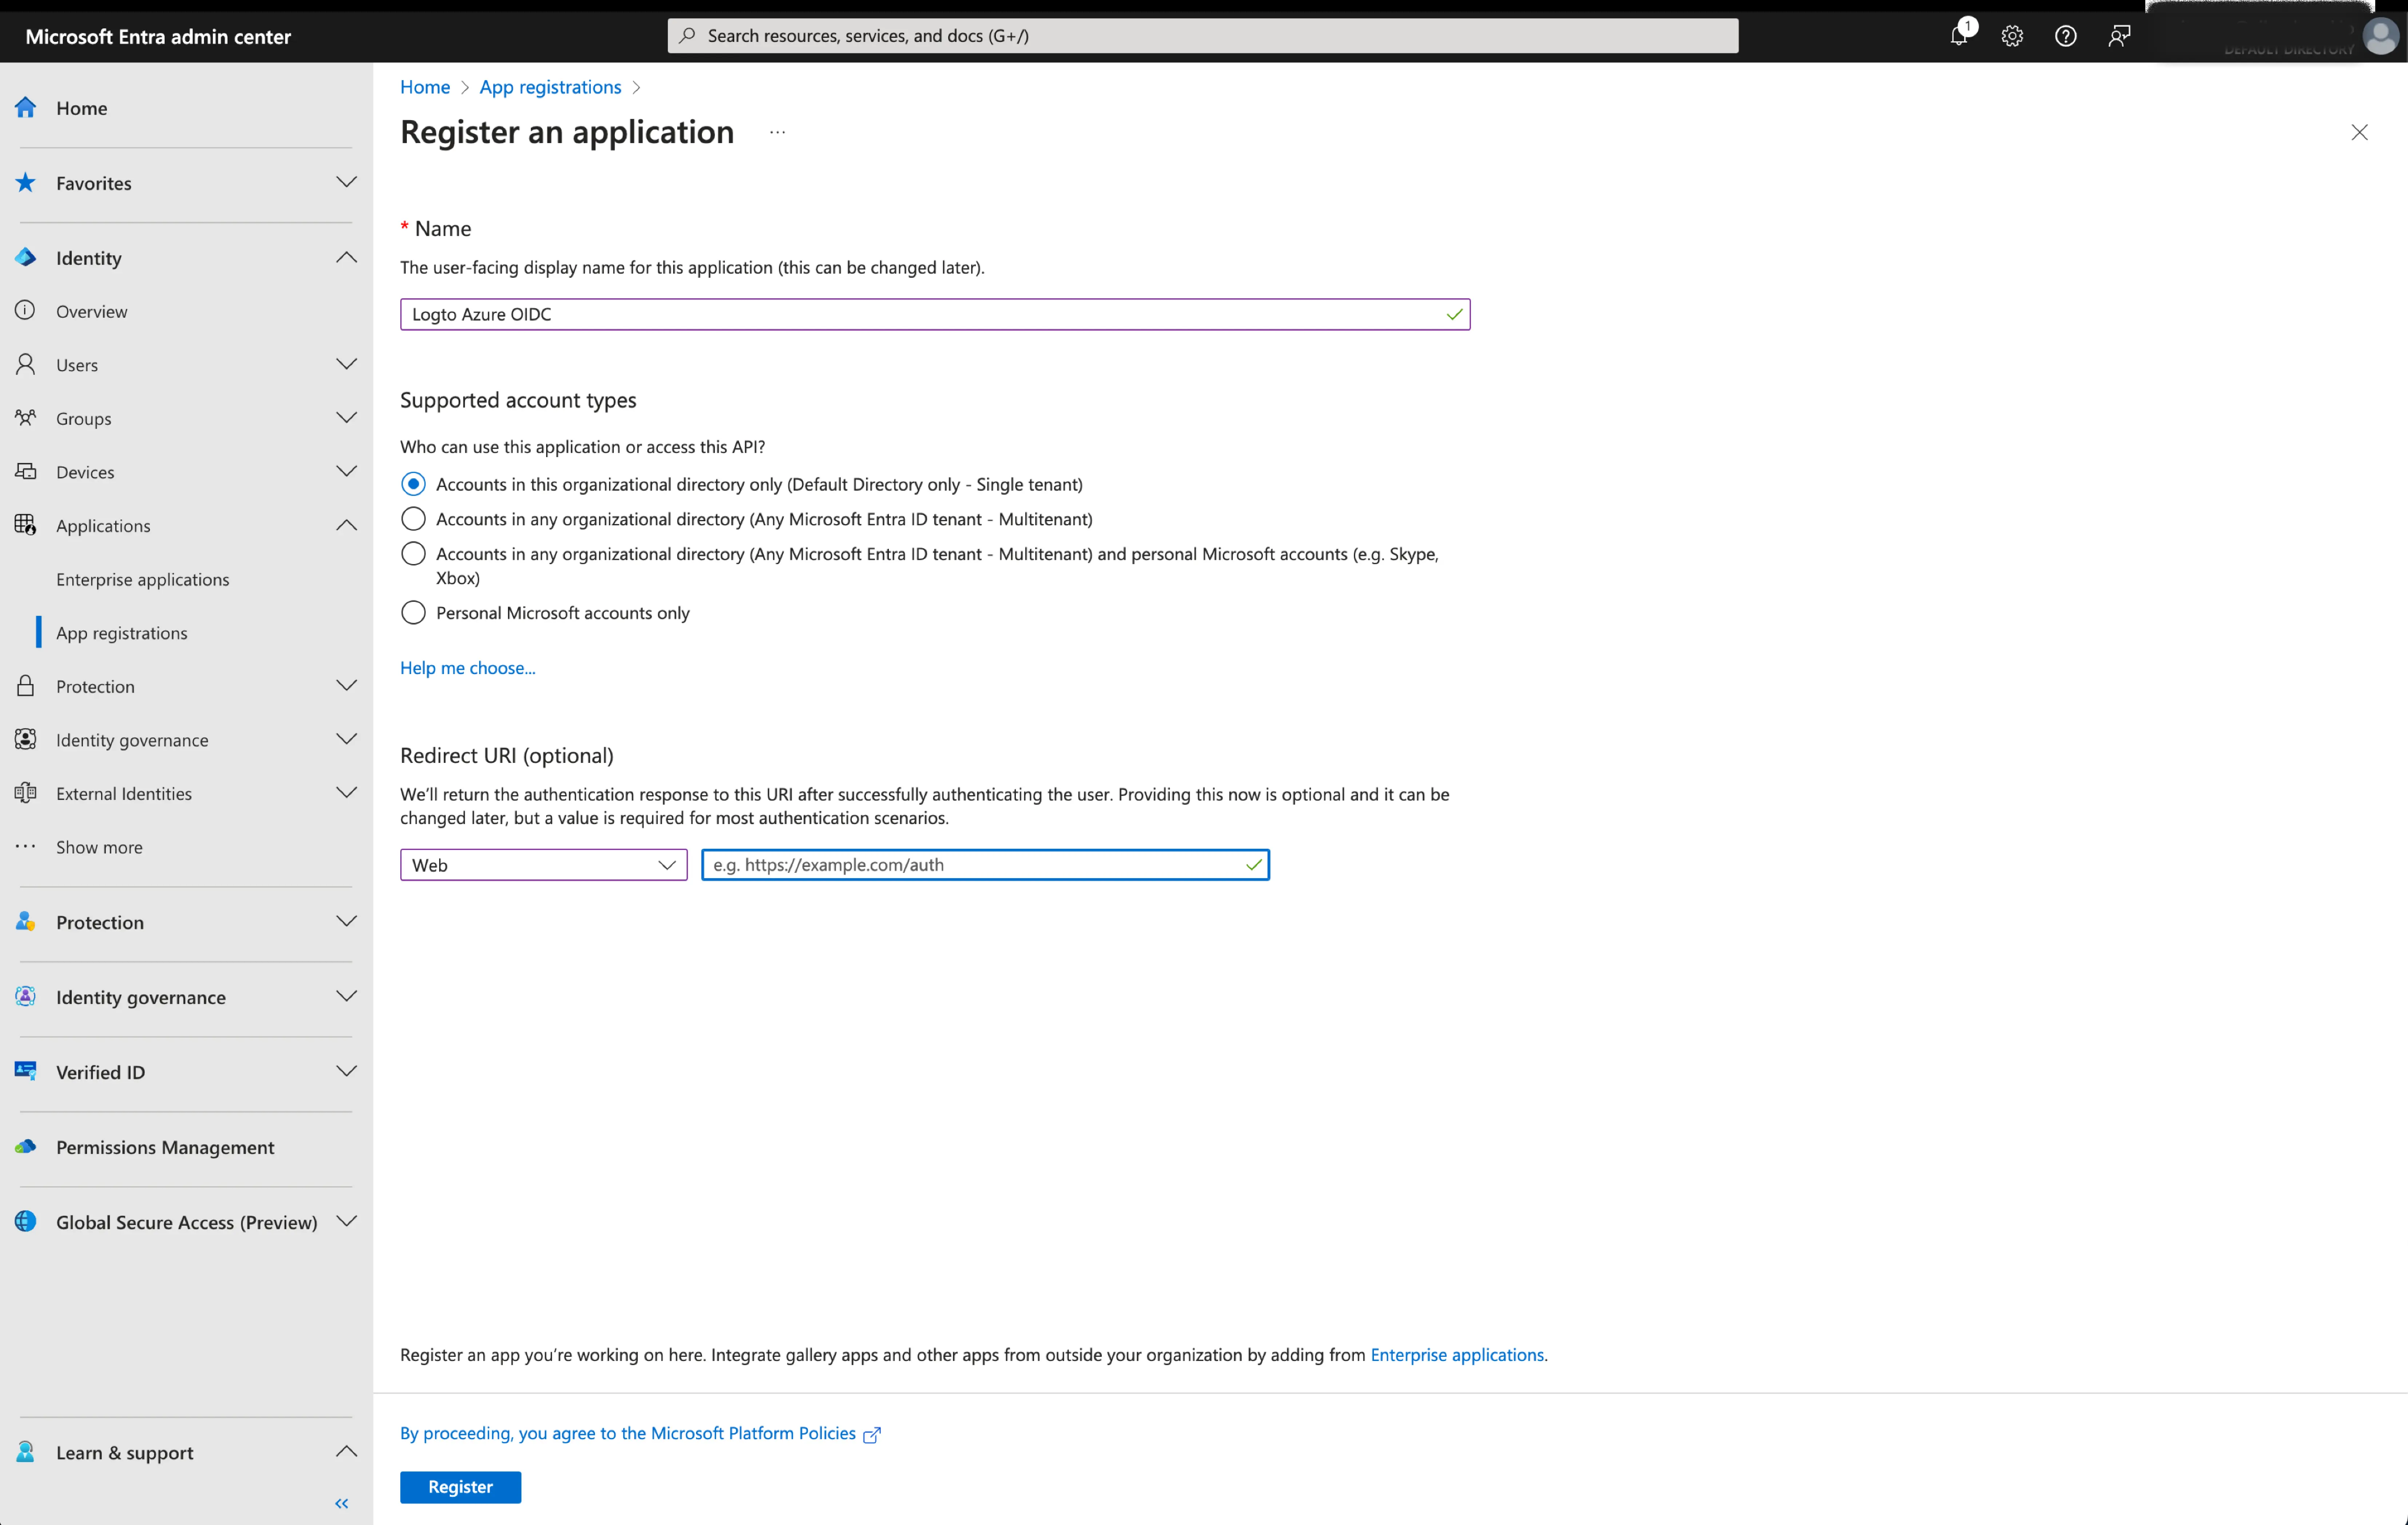 Microsoft Entra admin center
Search resources, services, and docs (G+/)
1
DEFAULT DIRECTORY
Home
Favorites
Identity
Overview
Users
Groups
Devices
Applications
Enterprise applications
App registrations
Protection
Identity governance
External Identities
Show more
Protection
Identity governance
Verified ID
Permissions Management
Global Secure Access (Preview)
Learn & support
Home > App registrations >
Register an application ...
* Name
The user-facing display name for this application (this can be changed later).
Logto Azure OIDC
Supported account types
Who can use this application or access this API?
Accounts in this organizational directory only (Default Directory only - Single tenant)
Accounts in any organizational directory (Any Microsoft Entra ID tenant - Multitenant)
Accounts in any organizational directory (Any Microsoft Entra ID tenant - Multitenant) and personal Microsoft accounts (e.g. Skype,
Xbox)
Personal Microsoft accounts only
Help me choose...
Redirect URI (optional)
We'll return the authentication response to this URI after successfully authenticating the user. Providing this now is optional and it can be
changed later, but a value is required for most authentication scenarios.
Web
e.g. https://example.com/auth
Register an app you're working on here. Integrate gallery apps and other apps from outside your organization by adding from Enterprise applications.
By proceeding, you agree to the Microsoft Platform Policies
Register